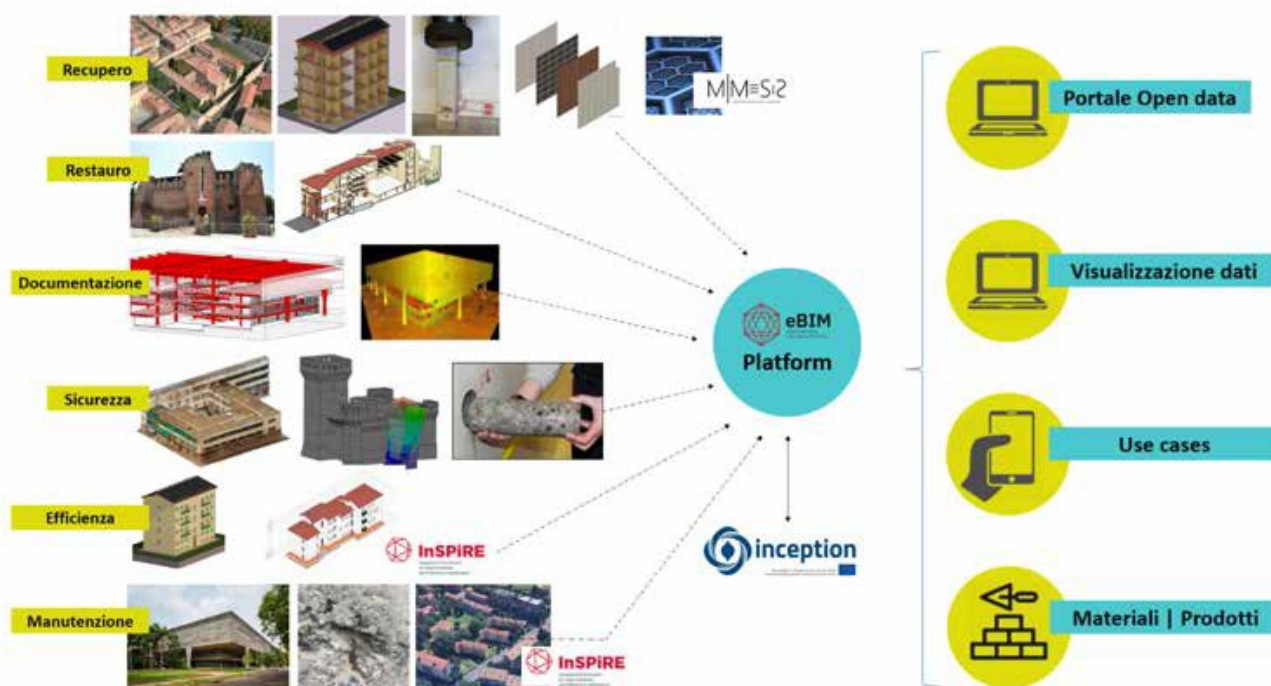 Recupero
M|M≡S:2
Restauro
Documentazione
Sicurezza
Efficienza
InSPiRE
Manutenzione
InSPiRE
eBIM
Platform
inception
Portale Open data
Visualizzazione dati
Use cases
Materiali | Prodotti